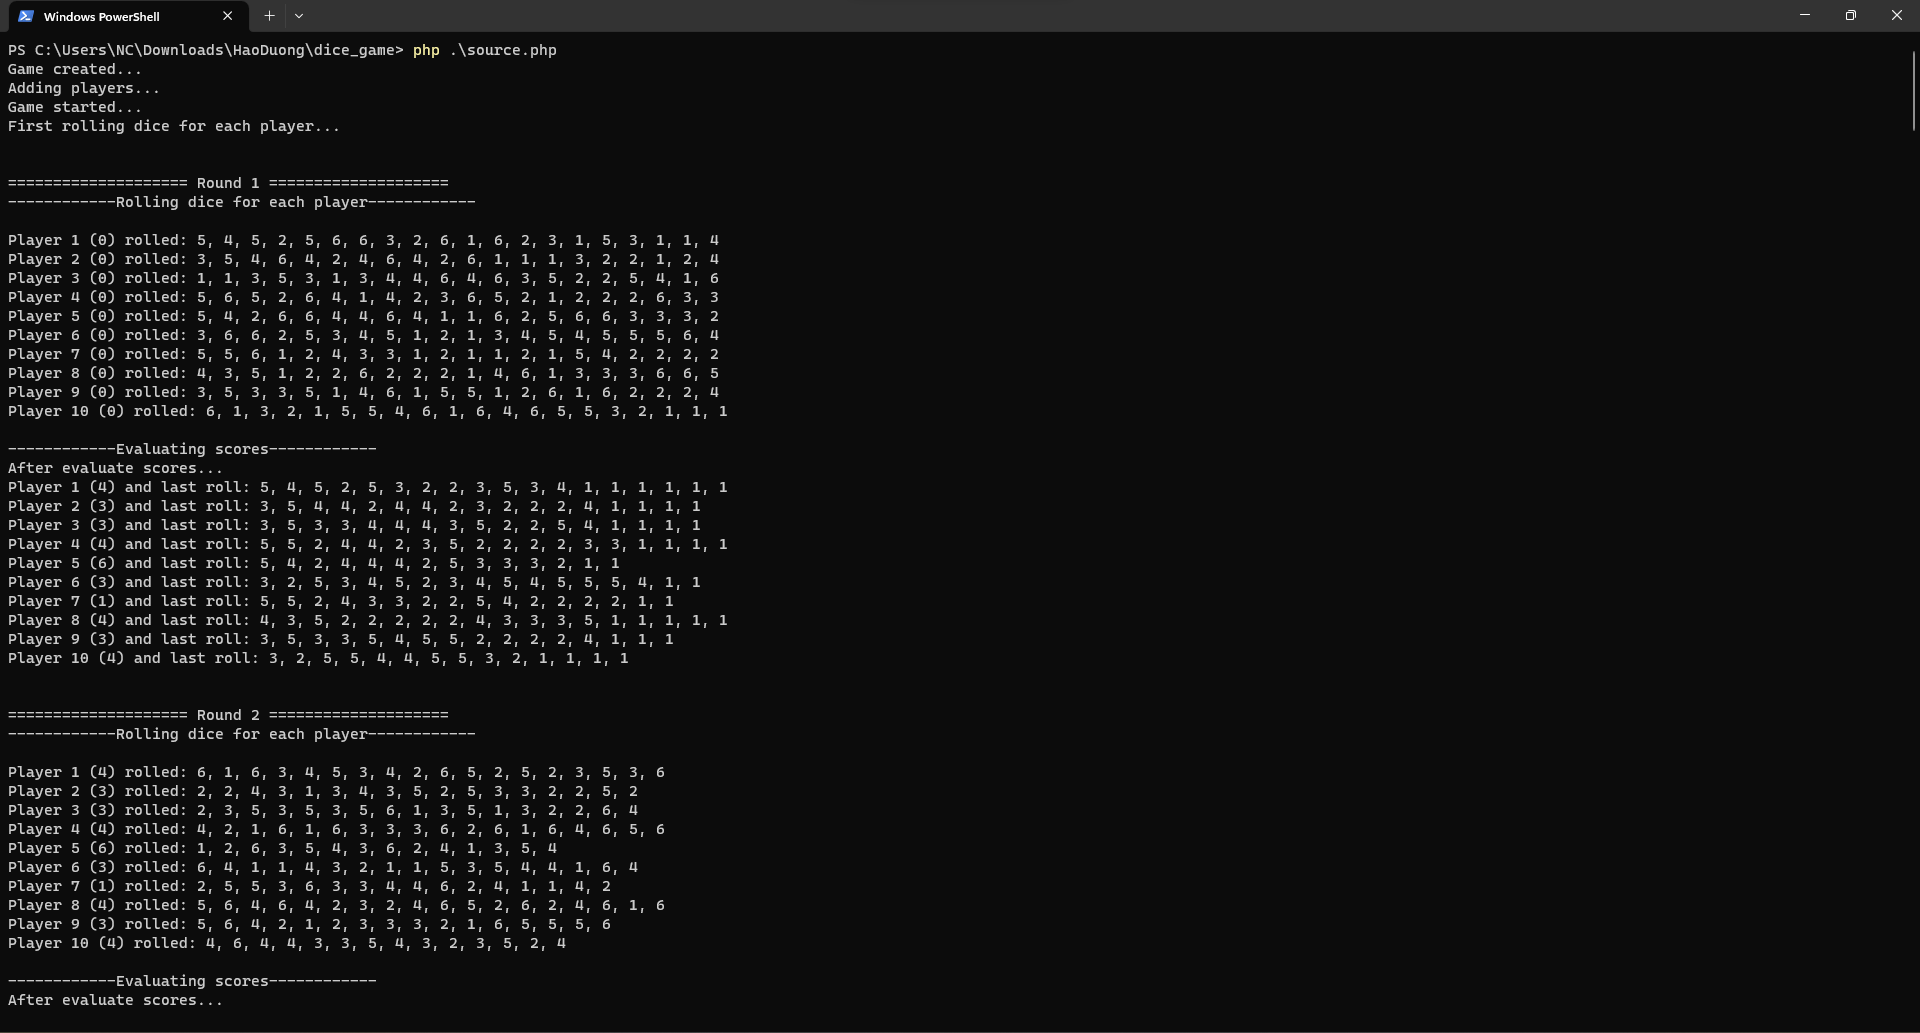 Windows PowerShell
PS C:\Users\NC\Downloads\HaoDuong\dice_game> php .\source.php
Game created...
Adding players...
Game started...
First rolling dice for each player...
==================== Round 1 ====================
------------Rolling dice for each player------------
Player 1 (0) rolled: 5, 4, 5, 2, 5, 6, 6, 3, 2, 6, 1, 6, 2, 3, 1, 5, 3, 1, 1, 4
Player 2 (0) rolled: 3, 5, 4, 6, 4, 2, 4, 6, 4, 2, 6, 1, 1, 1, 3, 2, 2, 1, 2, 4
Player 3 (0) rolled: 1, 1, 3, 5, 3, 1, 3, 4, 4, 6, 4, 6, 3, 5, 2, 2, 5, 4, 1, 6
Player 4 (0) rolled: 5, 6, 5, 2, 6, 4, 1, 4, 2, 3, 6, 5, 2, 1, 2, 2, 2, 6, 3, 3
Player 5 (0) rolled: 5, 4, 2, 6, 6, 4, 4, 6, 4, 1, 1, 6, 2, 5, 6, 6, 3, 3, 3, 2
Player 6 (0) rolled: 3, 6, 6, 2, 5, 3, 4, 5, 1, 2, 1, 3, 4, 5, 4, 5, 5, 5, 6, 4
Player 7 (0) rolled: 5, 5, 6, 1, 2, 4, 3, 3, 1, 2, 1, 1, 2, 1, 5, 4, 2, 2, 2, 2
Player 8 (0) rolled: 4, 3, 5, 1, 2, 2, 6, 2, 2, 2, 1, 4, 6, 1, 3, 3, 3, 6, 6, 5
Player 9 (0) rolled: 3, 5, 3, 3, 5, 1, 4, 6, 1, 5, 5, 1, 2, 6, 1, 6, 2, 2, 2, 4
Player 10 (0) rolled: 6, 1, 3, 2, 1, 5, 5, 4, 6, 1, 6, 4, 6, 5, 5, 3, 2, 1, 1, 1
------------Evaluating scores------------
After evaluate scores...
Player 1 (4) and last roll: 5, 4, 5, 2, 5, 3, 2, 2, 3, 5, 3, 4, 1, 1, 1, 1, 1, 1
Player 2 (3) and last roll: 3, 5, 4, 4, 2, 4, 4, 2, 3, 2, 2, 2, 4, 1, 1, 1, 1
Player 3 (3) and last roll: 3, 5, 3, 3, 4, 4, 4, 3, 5, 2, 2, 5, 4, 1, 1, 1, 1
Player 4 (4) and last roll: 5, 5, 2, 4, 4, 2, 3, 5, 2, 2, 2, 2, 3, 3, 1, 1, 1, 1
Player 5 (6) and last roll: 5, 4, 2, 4, 4, 4, 2, 5, 3, 3, 3, 2, 1, 1
Player 6 (3) and last roll: 3, 2, 5, 3, 4, 5, 2, 3, 4, 5, 4, 5, 5, 5, 4, 1, 1
Player 7 (1) and last roll: 5, 5, 2, 4, 3, 3, 2, 2, 5, 4, 2, 2, 2, 2, 1, 1
Player 8 (4) and last roll: 4, 3, 5, 2, 2, 2, 2, 2, 4, 3, 3, 3, 5, 1, 1, 1, 1, 1
Player 9 (3) and last roll: 3, 5, 3, 3, 5, 4, 5, 5, 2, 2, 2, 2, 4, 1, 1, 1
Player 10 (4) and last roll: 3, 2, 5, 5, 4, 4, 5, 5, 3, 2, 1, 1, 1, 1
==================== Round 2 ====================
------------Rolling dice for each player------------
Player 1 (4) rolled: 6, 1, 6, 3, 4, 5, 3, 4, 2, 6, 5, 2, 5, 2, 3, 5, 3, 6
Player 2 (3) rolled: 2, 2, 4, 3, 1, 3, 4, 3, 5, 2, 5, 3, 3, 2, 2, 5, 2
Player 3 (3) rolled: 2, 3, 5, 3, 5, 3, 5, 6, 1, 3, 5, 1, 3, 2, 2, 6, 4
Player 4 (4) rolled: 4, 2, 1, 6, 1, 6, 3, 3, 3, 6, 2, 6, 1, 6, 4, 6, 5, 6
Player 5 (6) rolled: 1, 2, 6, 3, 5, 4, 3, 6, 2, 4, 1, 3, 5, 4
Player 6 (3) rolled: 6, 4, 1, 1, 4, 3, 2, 1, 1, 5, 3, 5, 4, 4, 1, 6, 4
Player 7 (1) rolled: 2, 5, 5, 3, 6, 3, 3, 4, 4, 6, 2, 4, 1, 1, 4, 2
Player 8 (4) rolled: 5, 6, 4, 6, 4, 2, 3, 2, 4, 6, 5, 2, 6, 2, 4, 6, 1, 6
Player 9 (3) rolled: 5, 6, 4, 2, 1, 2, 3, 3, 3, 2, 1, 6, 5, 5, 5, 6
Player 10 (4) rolled: 4, 6, 4, 4, 3, 3, 5, 4, 3, 2, 3, 5, 2, 4
------------Evaluating scores------------
After evaluate scores...